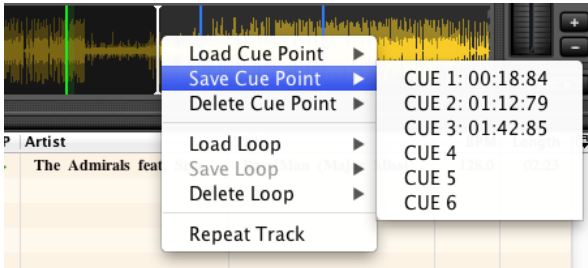 +
-
Load Cue Point
Save Cue Point
Delete Cue Point
Load Loop
Save Loop
Delete Loop
Repeat Track
CUE 1: 00:18:84
CUE 2: 01:12:79
CUE 3: 01:42:85
CUE 4
CUE 5
CUE 6
P Artist
The Admirals feat